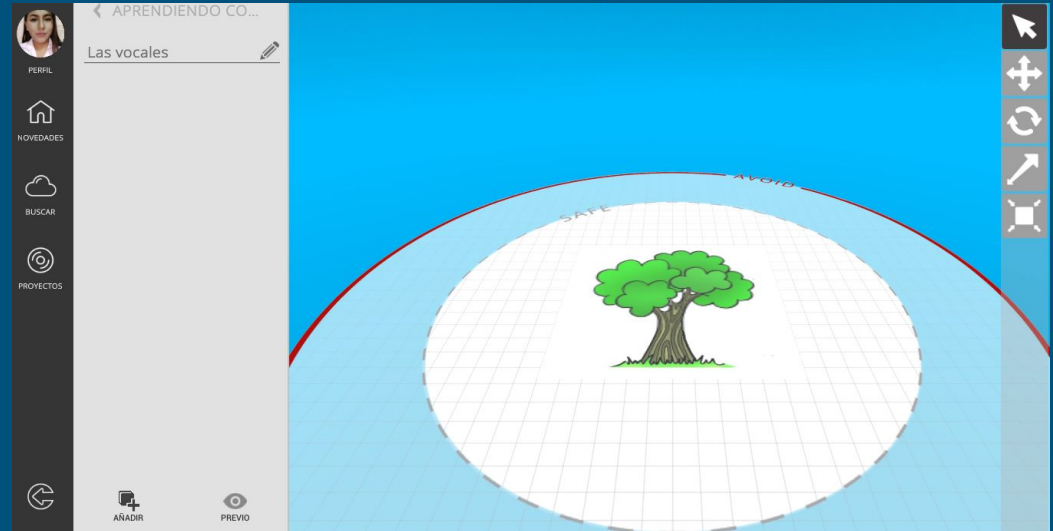 APRENDIENDO CO...
Las vocales
PERFIL
NOVEDADES
BUSCAR
PROYECTOS
AÑADIR
PREVIO
AVOID
SAFE